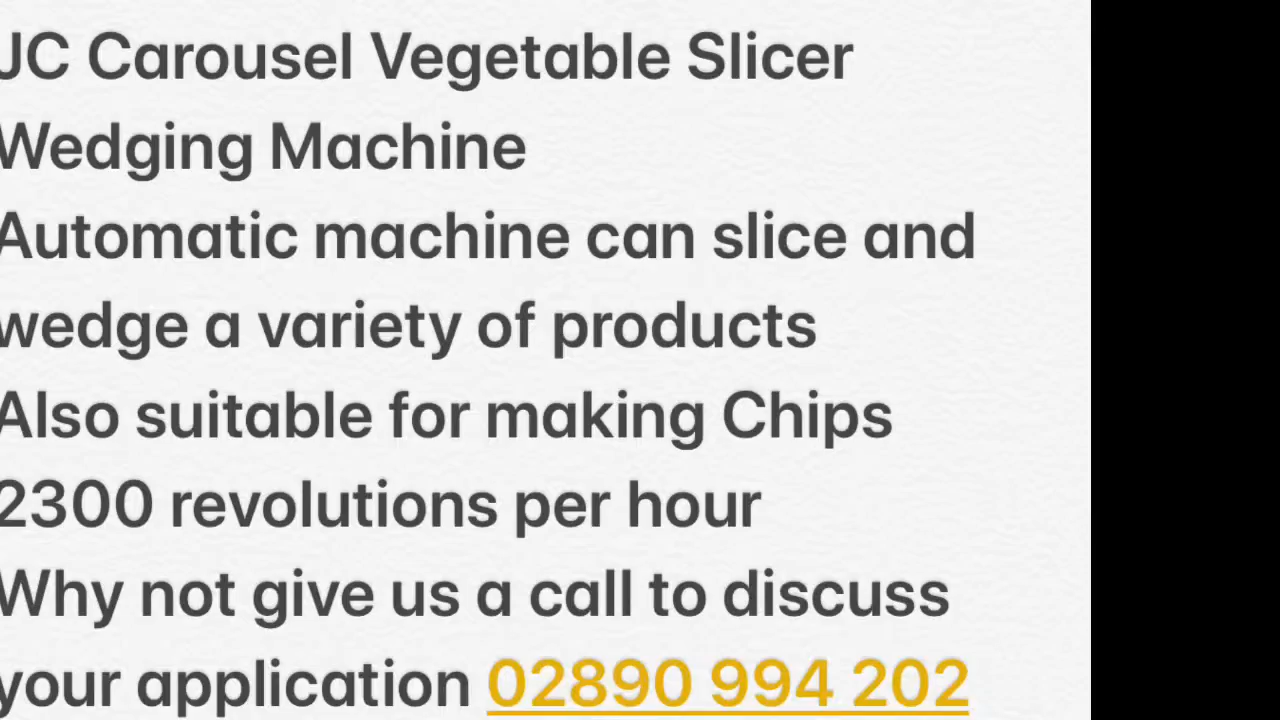 JC Carousel Vegetable Slicer
Wedging Machine
Automatic machine can slice and
wedge a variety of products
Also suitable for making Chips
2300 revolutions per hour
Why not give us a call to discuss
your application 02890 994 202